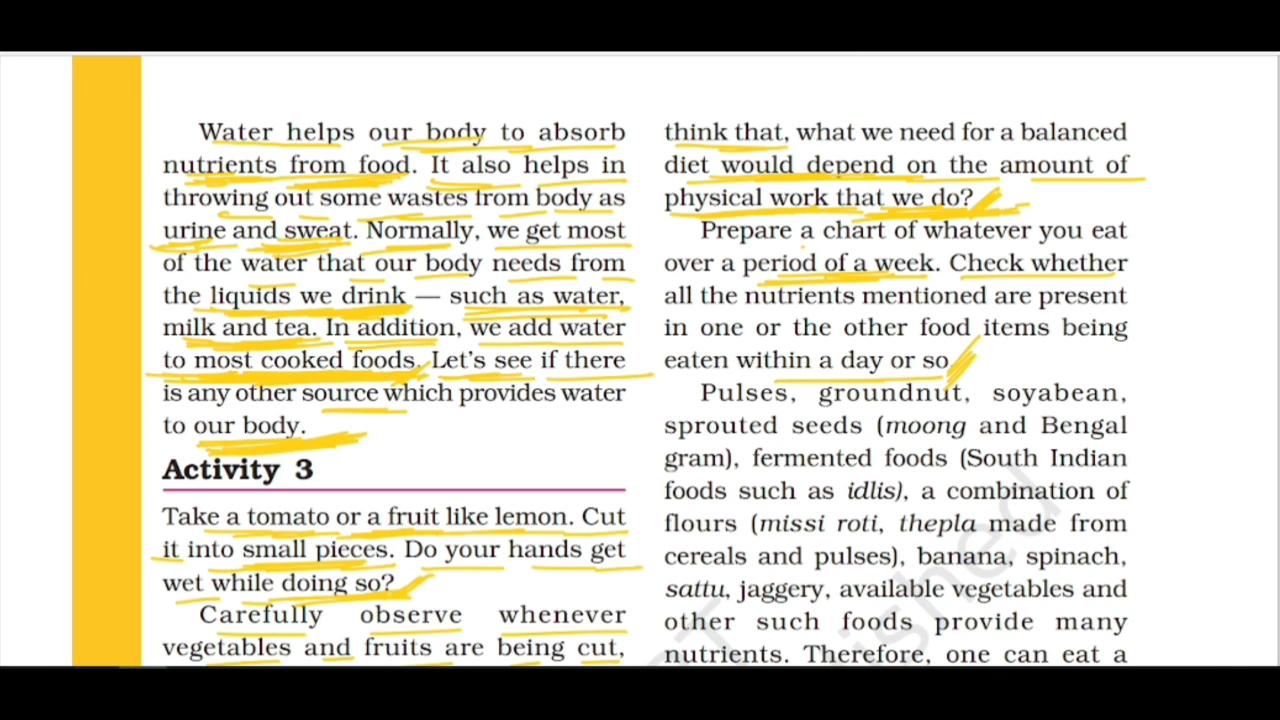 Water helps our body to absorb
nutrients from food. It also helps in
throwing out some wastes from body as
urine and sweat. Normally, we get most
of the water that our body needs from
the liquids we drink — such as water,
milk and tea. In addition, we add water
to most cooked foods. Let's see if there
is any other source which provides water
to our body.
Activity 3
Take a tomato or a fruit like lemon. Cut
it into small pieces. Do your hands get
wet while doing so?
Carefully observe whenever
vegetables and fruits are being cut,
think that, what we need for a balanced
diet would depend on the amount of
physical work that we do?
Prepare a chart of whatever you eat
over a period of a week. Check whether
all the nutrients mentioned are present
in one or the other food items being
eaten within a day or so
Pulses, groundnut, soyabean,
sprouted seeds (moong and Bengal
gram), fermented foods (South Indian
foods such as idlis), a combination of
flours (missi roti, thepla made from
cereals and pulses), banana, spinach,
sattu, jaggery, available vegetables and
other such foods provide many
nutrients. Therefore, one can eat a